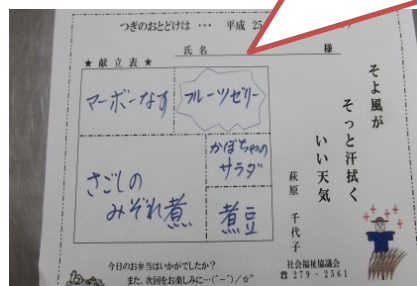 つぎのおとどけは … 平成 25
氏名 様
★献立表★
マーボーなす
フルーツゼリー
さごしの
みぞれ煮
かぼちゃの
サラダ
煮豆
そよ風が
そっと汗拭く
いい天気
萩原 千代子
今日のお弁当はいかがでしたか？
また、次回をお楽しみに…(^-^)/☆"
社会福祉協議会
☎279-2561